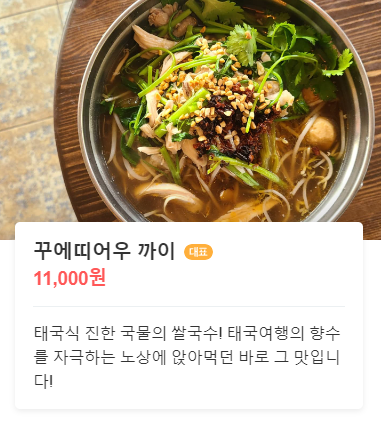 꾸에띠어우 까이 대표
11,000원
태국식 진한 국물의 쌀국수! 태국여행의 향수
를 자극하는 노상에 앉아먹던 바로 그 맛입니
다!